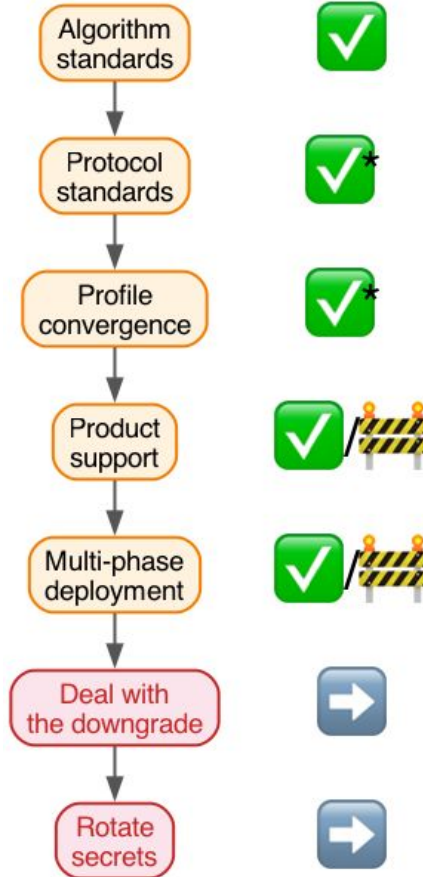 Algorithm
standards
Protocol
standards
*
Profile
convergence
*
Product
support
/
Multi-phase
deployment
/
Deal with
the downgrade
Rotate
secrets